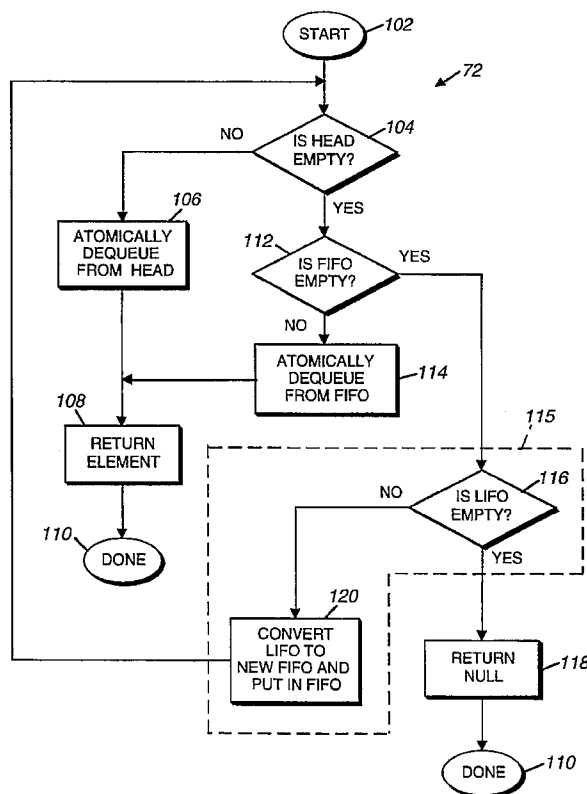 START
102
72
IS HEAD
EMPTY?
104
NO
YES
106
ATOMICALLY
DEQUEUE
FROM HEAD
112
IS FIFO
EMPTY?
YES
NO
ATOMICALLY
DEQUEUE
FROM FIFO
114
108
RETURN
ELEMENT
115
116
IS LIFO
EMPTY?
NO
YES
110
DONE
120
CONVERT
LIFO TO
NEW FIFO AND
PUT IN FIFO
RETURN
NULL
118
DONE
110